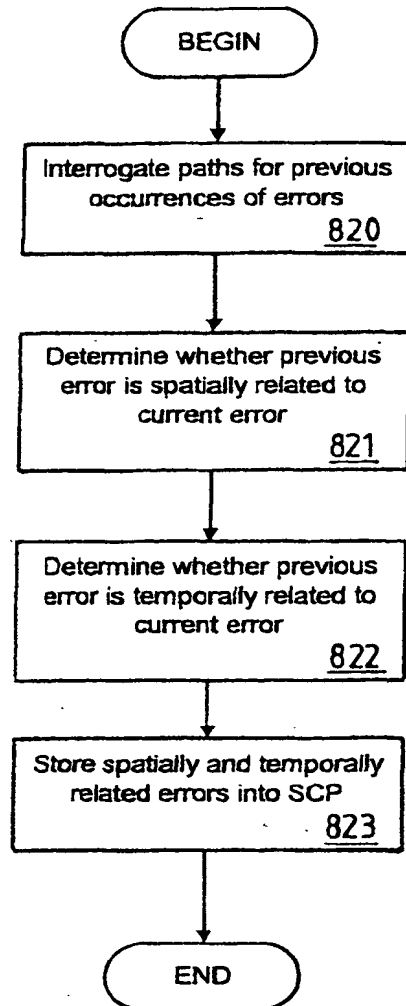 BEGIN
Interrogate paths for previous
occurrences of errors
820
Determine whether previous
error is spatially related to
current error
821
Determine whether previous
error is temporally related to
current error
822
Store spatially and temporally
related errors into SCP
823
END